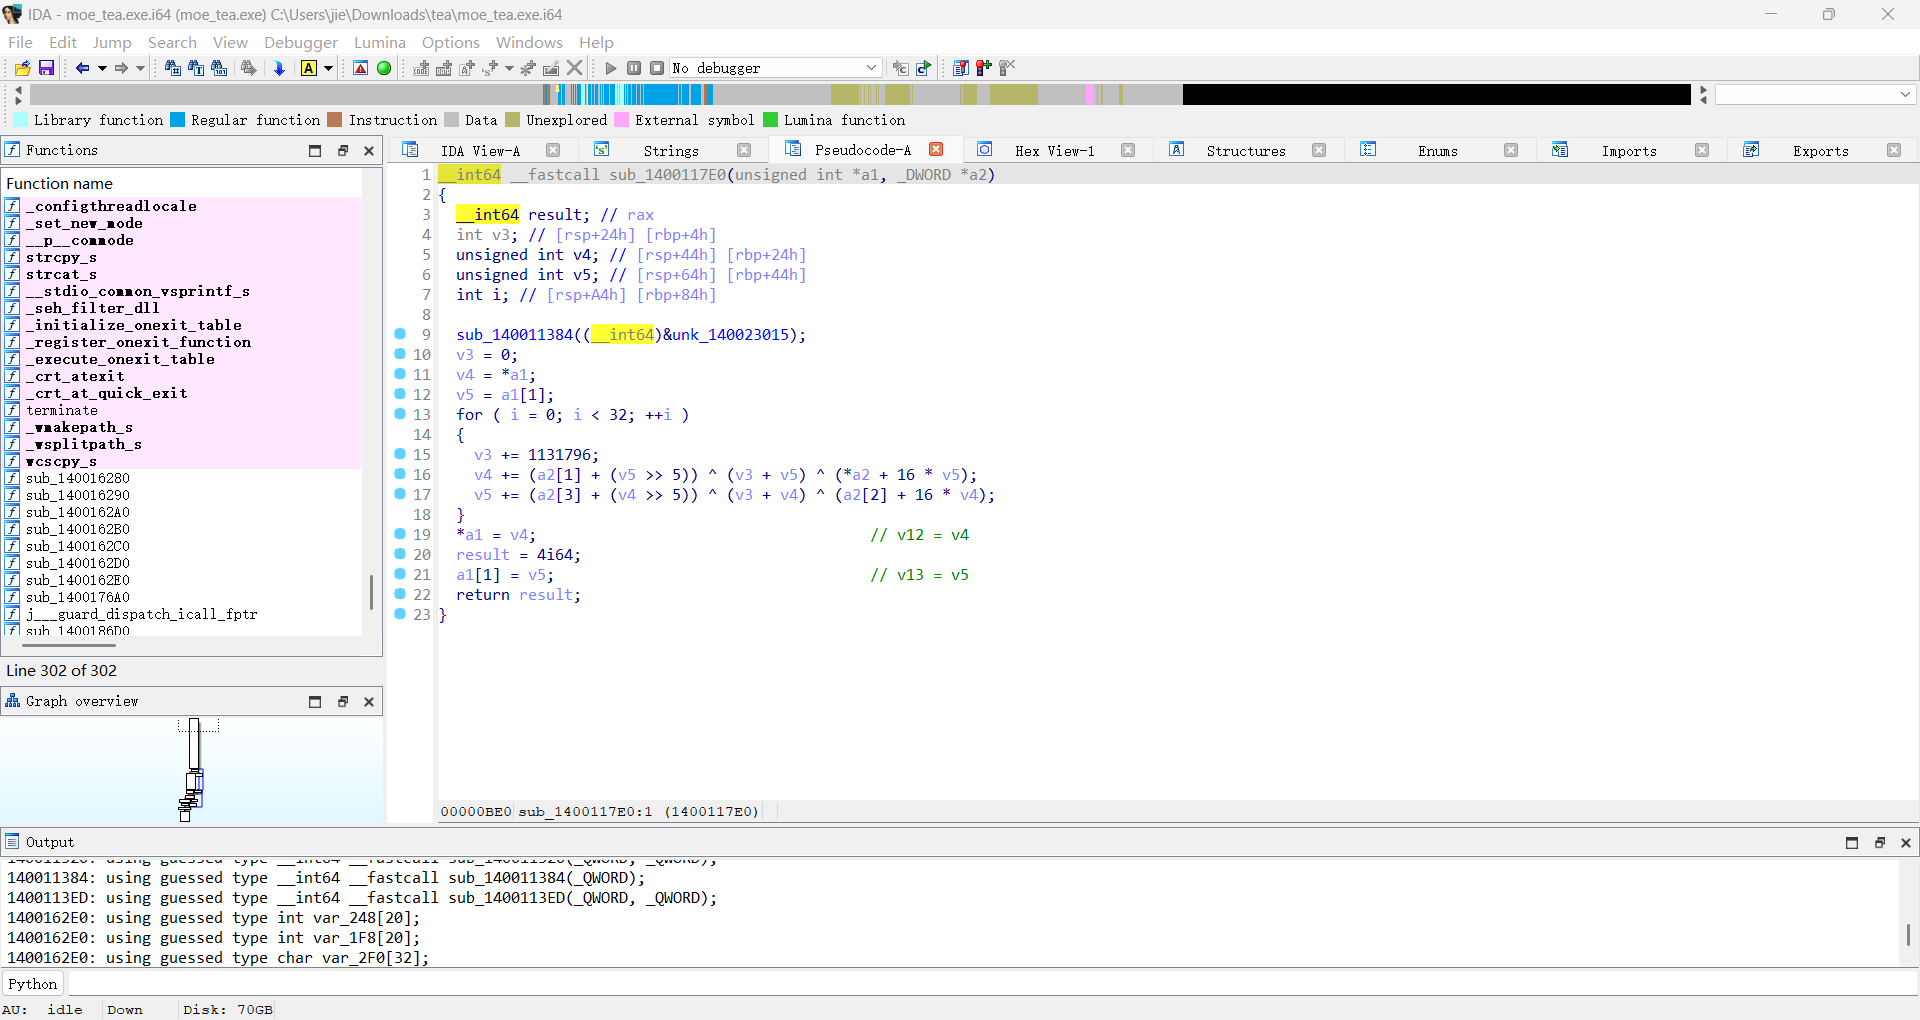 IDA - moe_tea.exe.i64 (moe_tea.exe) C:\Users\jie\Downloads\tea\moe_tea.exe.i64
File Edit Jump Search View Debugger Lumina Options Windows Help
No debugger
Library function Regular function Instruction Data Unexplored External symbol Lumina function
Functions
IDA View-A Strings Pseudocode-A Hex View-1 Structures Enums Imports Exports
Function name
_configthreadlocale
_set_new_mode
__p__commode
strcpy_s
strcat_s
__stdio_common_vsprintf_s
_seh_filter_dll
_initialize_onexit_table
_register_onexit_function
_execute_onexit_table
_crt_atexit
_crt_at_quick_exit
terminate
_wmakepath_s
_wsplitpath_s
wcscpy_s
sub_140016280
sub_140016290
sub_1400162A0
sub_1400162B0
sub_1400162C0
sub_1400162D0
sub_1400162E0
sub_1400176A0
j___guard_dispatch_icall_fptr
sub_1400186D0
Line 302 of 302
Graph overview
1 __int64 __fastcall sub_1400117E0(unsigned int *a1, _DWORD *a2)
2 {
3 __int64 result; // rax
4 int v3; // [rsp+24h] [rbp+4h]
5 unsigned int v4; // [rsp+44h] [rbp+24h]
6 unsigned int v5; // [rsp+64h] [rbp+44h]
7 int i; // [rsp+A4h] [rbp+84h]
8
9 sub_140011384((__int64)&unk_140023015);
10 v3 = 0;
11 v4 = *a1;
12 v5 = a1[1];
13 for ( i = 0; i < 32; ++i )
14 {
15 v3 += 1131796;
16 v4 += (a2[1] + (v5 >> 5)) ^ (v3 + v5) ^ (*a2 + 16 * v5);
17 v5 += (a2[3] + (v4 >> 5)) ^ (v3 + v4) ^ (a2[2] + 16 * v4);
18 }
19 *a1 = v4; // v12 = v4
20 result = 4i64;
21 a1[1] = v5; // v13 = v5
22 return result;
23 }
00000BE0 sub_1400117E0:1 (1400117E0)
Output
140011920: using guessed type __int64 __fastcall sub_140011920(_QWORD, _QWORD);
140011384: using guessed type __int64 __fastcall sub_140011384(_QWORD);
1400113ED: using guessed type __int64 __fastcall sub_1400113ED(_QWORD, _QWORD);
1400162E0: using guessed type int var_248[20];
1400162E0: using guessed type int var_1F8[20];
1400162E0: using guessed type char var_2F0[32];
Python
AU: idle Down Disk: 70GB